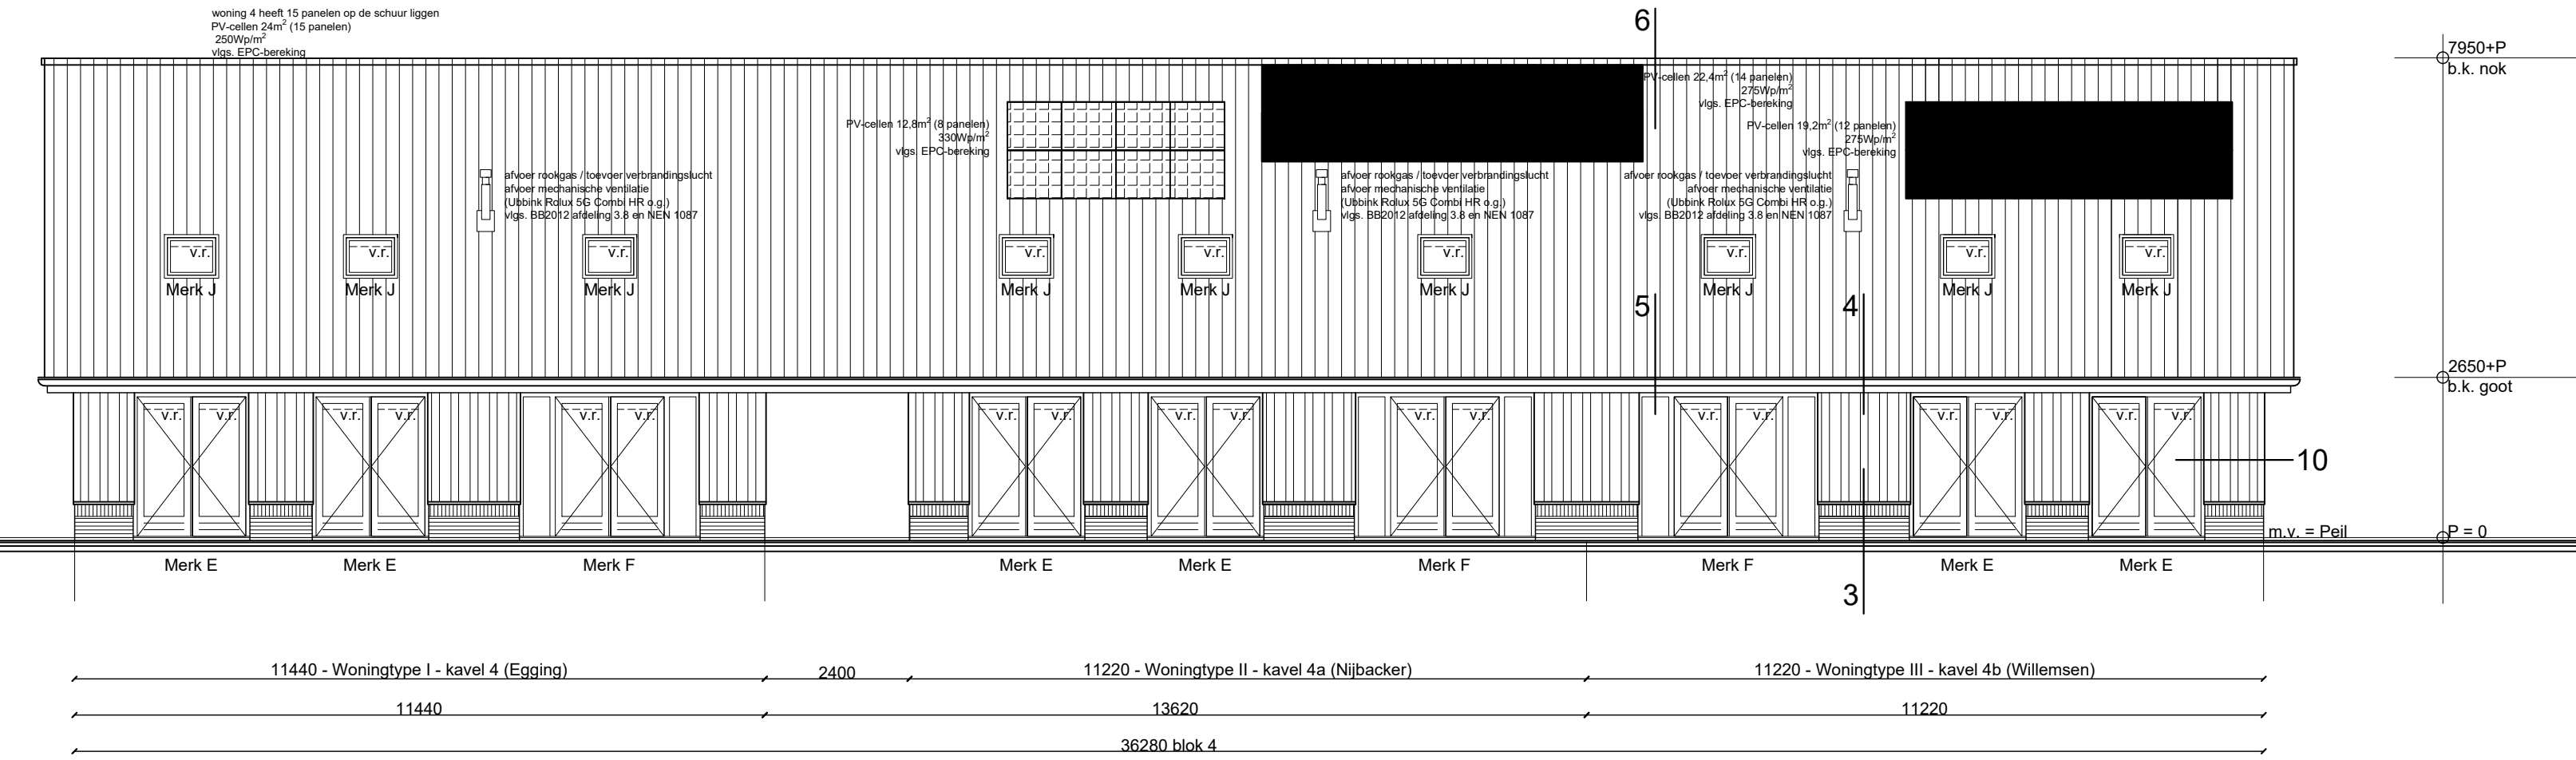 woning 4 heeft 15 panelen op de schuur liggen
PV-cellen 24m² (15 panelen)
250Wp/m²
vlgs. EPC-bereking
6
7950+P
b.k. nok
PV-cellen 12,8m² (8 panelen)
330Wp/m²
vlgs. EPC-bereking
PV-cellen 22,4m² (14 panelen)
275Wp/m²
vlgs. EPC-bereking
PV-cellen 19,2m² (12 panelen)
275Wp/m²
vlgs. EPC-bereking
afvoer rookgas / toevoer verbrandingslucht
afvoer mechanische ventilatie
(Ubbink Rolux 5G Combi HR o.g.)
vlgs. BB2012 afdeling 3.8 en NEN 1087
afvoer rookgas / toevoer verbrandingslucht
afvoer mechanische ventilatie
(Ubbink Rolux 5G Combi HR o.g.)
vlgs. BB2012 afdeling 3.8 en NEN 1087
afvoer rookgas / toevoer verbrandingslucht
afvoer mechanische ventilatie
(Ubbink Rolux 5G Combi HR o.g.)
vlgs. BB2012 afdeling 3.8 en NEN 1087
v.r. v.r. v.r. v.r. v.r. v.r. v.r. v.r. v.r.
Merk J Merk J Merk J Merk J Merk J Merk J Merk J Merk J Merk J
5 4
2650+P
b.k. goot
v.r. v.r. v.r. v.r. v.r. v.r. v.r. v.r. v.r. v.r. v.r. v.r. v.r. v.r. v.r. v.r. v.r. v.r.
10
m.v. = Peil P = 0
Merk E Merk E Merk F Merk E Merk E Merk F Merk F Merk E Merk E
3
11440 - Woningtype I - kavel 4 (Egging) 2400 11220 - Woningtype II - kavel 4a (Nijbacker) 11220 - Woningtype III - kavel 4b (Willemsen)
11440 13620 11220
36280 blok 4